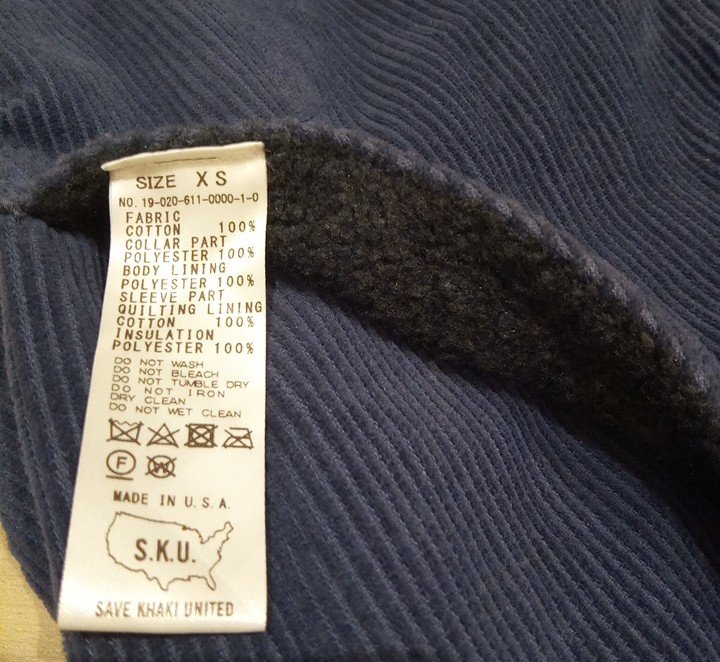 SIZE XS
NO. 19-020-611-0000-1-0
FABRIC
COTTON 100%
COLLAR PART
POLYESTER 100%
BODY LINING
POLYESTER 100%
SLEEVE PART
QUILTING LINING
COTTON 100%
INSULATION
POLYESTER 100%
DO NOT WASH
DO NOT BLEACH
DO NOT TUMBLE DRY
DO NOT IRON
DRY CLEAN
DO NOT WET CLEAN
F W
MADE IN U.S.A.
S.K.U.
SAVE KHAKI UNITED